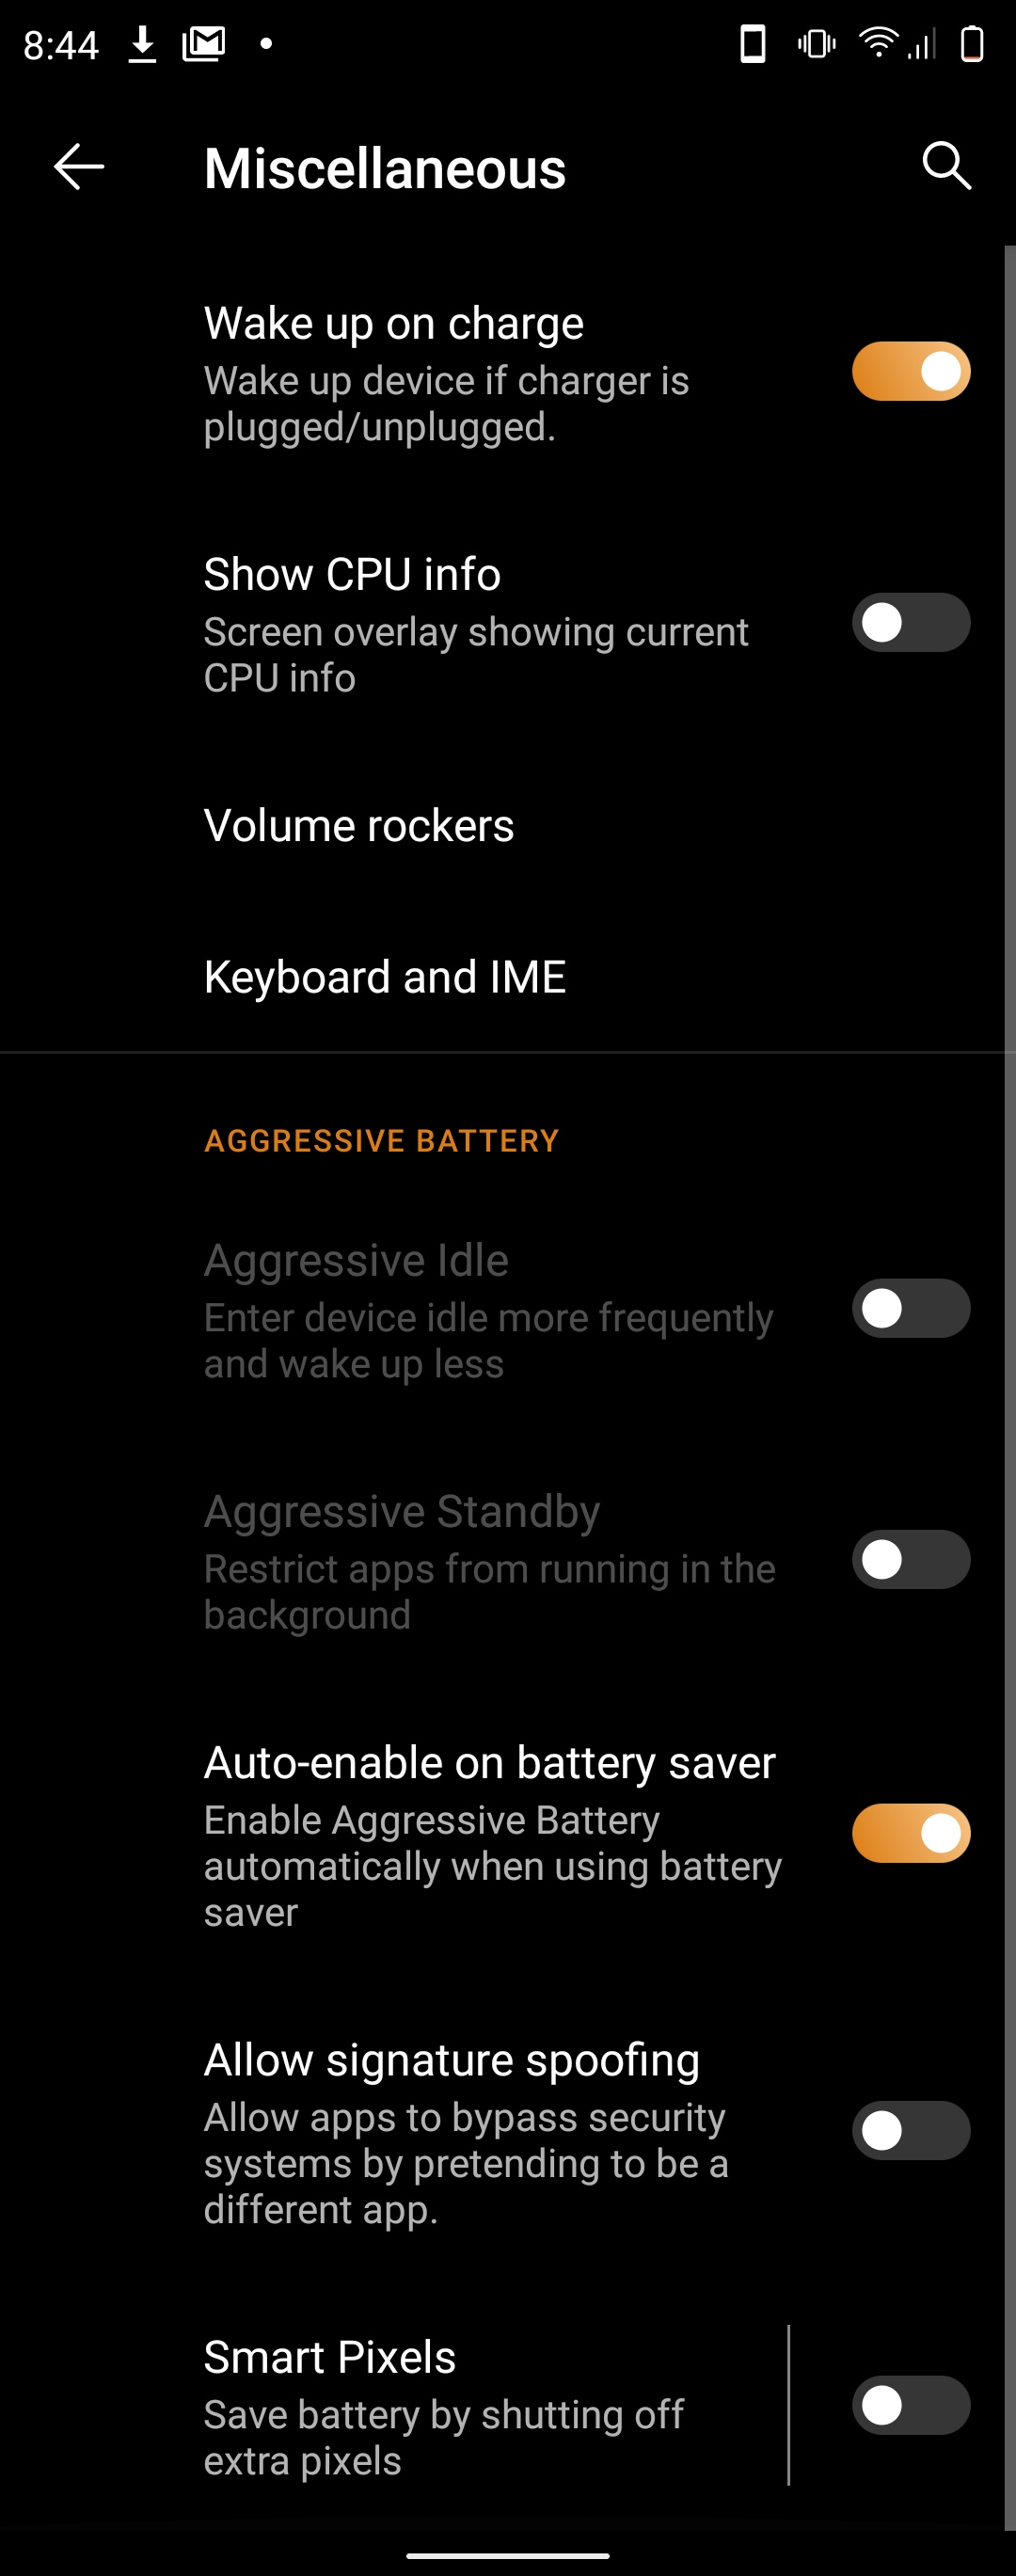 8:44
Miscellaneous
Wake up on charge
Wake up device if charger is
plugged/unplugged.
Show CPU info
Screen overlay showing current
CPU info
Volume rockers
Keyboard and IME
AGGRESSIVE BATTERY
Aggressive Idle
Enter device idle more frequently
and wake up less
Aggressive Standby
Restrict apps from running in the
background
Auto-enable on battery saver
Enable Aggressive Battery
automatically when using battery
saver
Allow signature spoofing
Allow apps to bypass security
systems by pretending to be a
different app.
Smart Pixels
Save battery by shutting off
extra pixels